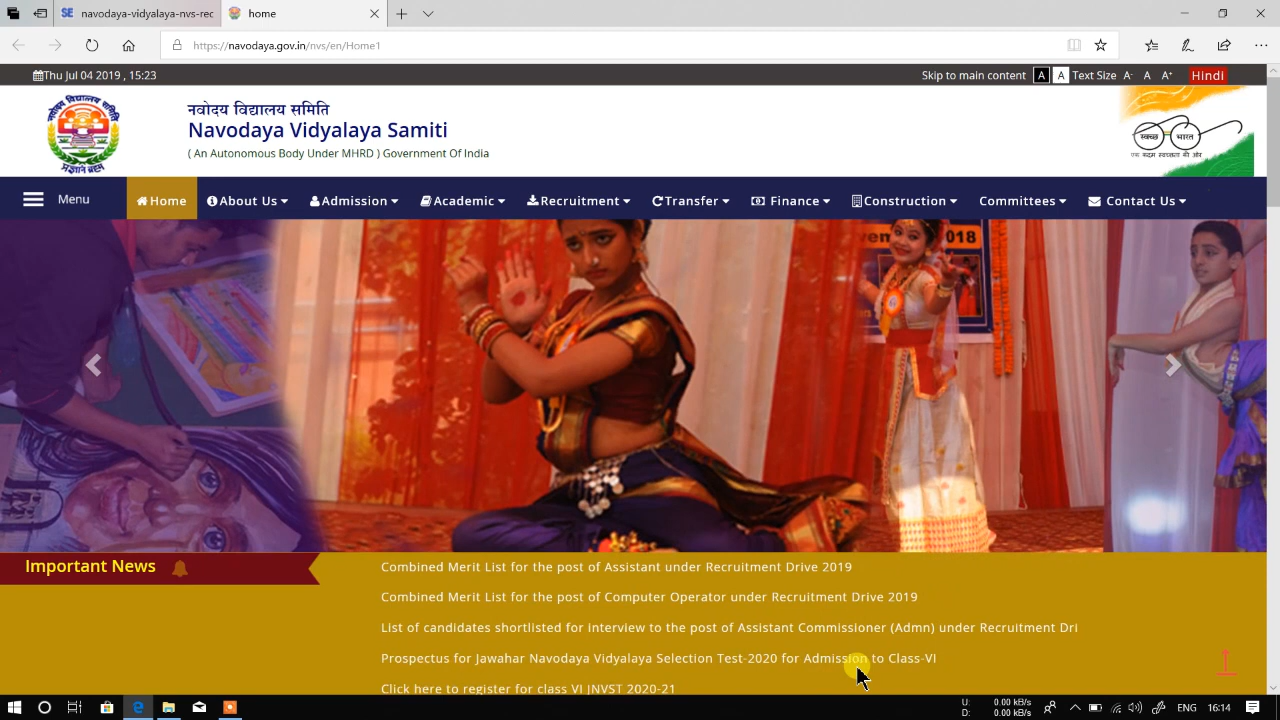 home
https://navodaya.gov.in/nvs/en/Home1
Thu Jul 04 2019 , 15:23
Skip to main content A A Text Size A- A A+ Hindi
नवोदय विद्यालय समिति
Navodaya Vidyalaya Samiti
( An Autonomous Body Under MHRD ) Government Of India
स्वच्छ भारत
एक कदम स्वच्छता की ओर
Menu Home About Us Admission Academic Recruitment Transfer Finance Construction Committees Contact Us
2018
Important News
Combined Merit List for the post of Assistant under Recruitment Drive 2019
Combined Merit List for the post of Computer Operator under Recruitment Drive 2019
List of candidates shortlisted for interview to the post of Assistant Commissioner (Admn) under Recruitment Dri
Prospectus for Jawahar Navodaya Vidyalaya Selection Test-2020 for Admission to Class-VI
Click here to register for class VI JNVST 2020-21
U: 0.00 kB/s
D: 0.00 kB/s
ENG 16:14